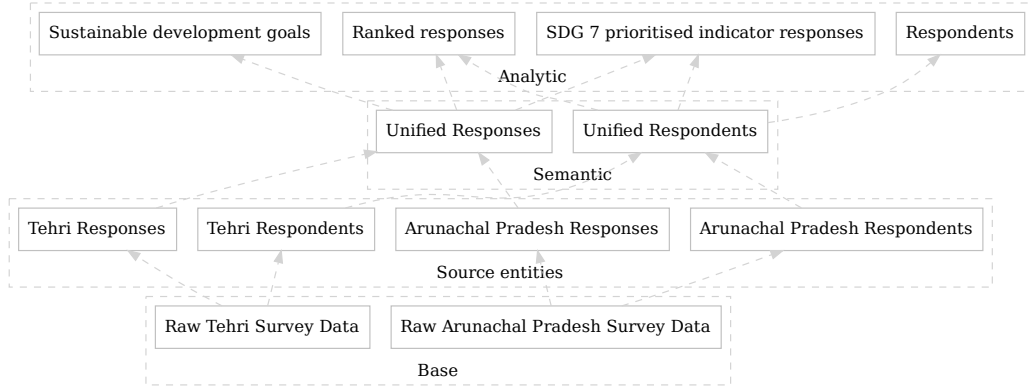 Sustainable development goals
Ranked responses
SDG 7 prioritised indicator responses
Respondents
Analytic
Unified Responses
Unified Respondents
Semantic
Tehri Responses
Tehri Respondents
Arunachal Pradesh Responses
Arunachal Pradesh Respondents
Source entities
Raw Tehri Survey Data
Raw Arunachal Pradesh Survey Data
Base